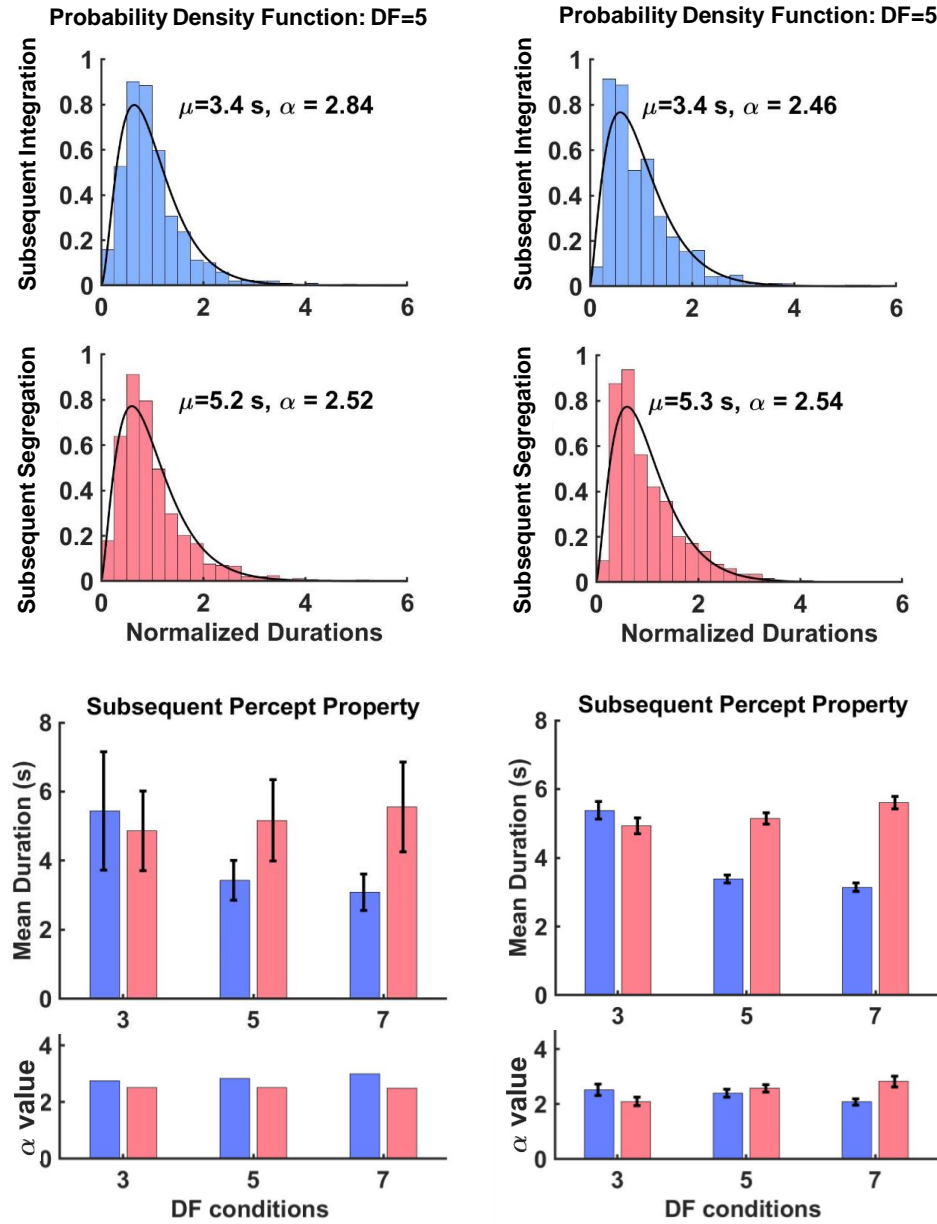 Probability Density Function: DF=5
Subsequent Integration
1
0.8
0.6
0.4
0.2
0
μ=3.4 s, α = 2.84
0 2 4 6
Subsequent Segregation
1
0.8
0.6
0.4
0.2
0
μ=5.2 s, α = 2.52
0 2 4 6
Normalized Durations
Probability Density Function: DF=5
Subsequent Integration
1
0.8
0.6
0.4
0.2
0
μ=3.4 s, α = 2.46
0 2 4 6
Subsequent Segregation
1
0.8
0.6
0.4
0.2
0
μ=5.3 s, α = 2.54
0 2 4 6
Normalized Durations
Subsequent Percept Property
Mean Duration (s)
8
6
4
2
0
3 5 7
α value
4
2
.0
3 5 7
DF conditions
Subsequent Percept Property
Mean Duration (s)
8
6
4
2
0
3 5 7
α value
4
2
0
3 5 7
DF conditions